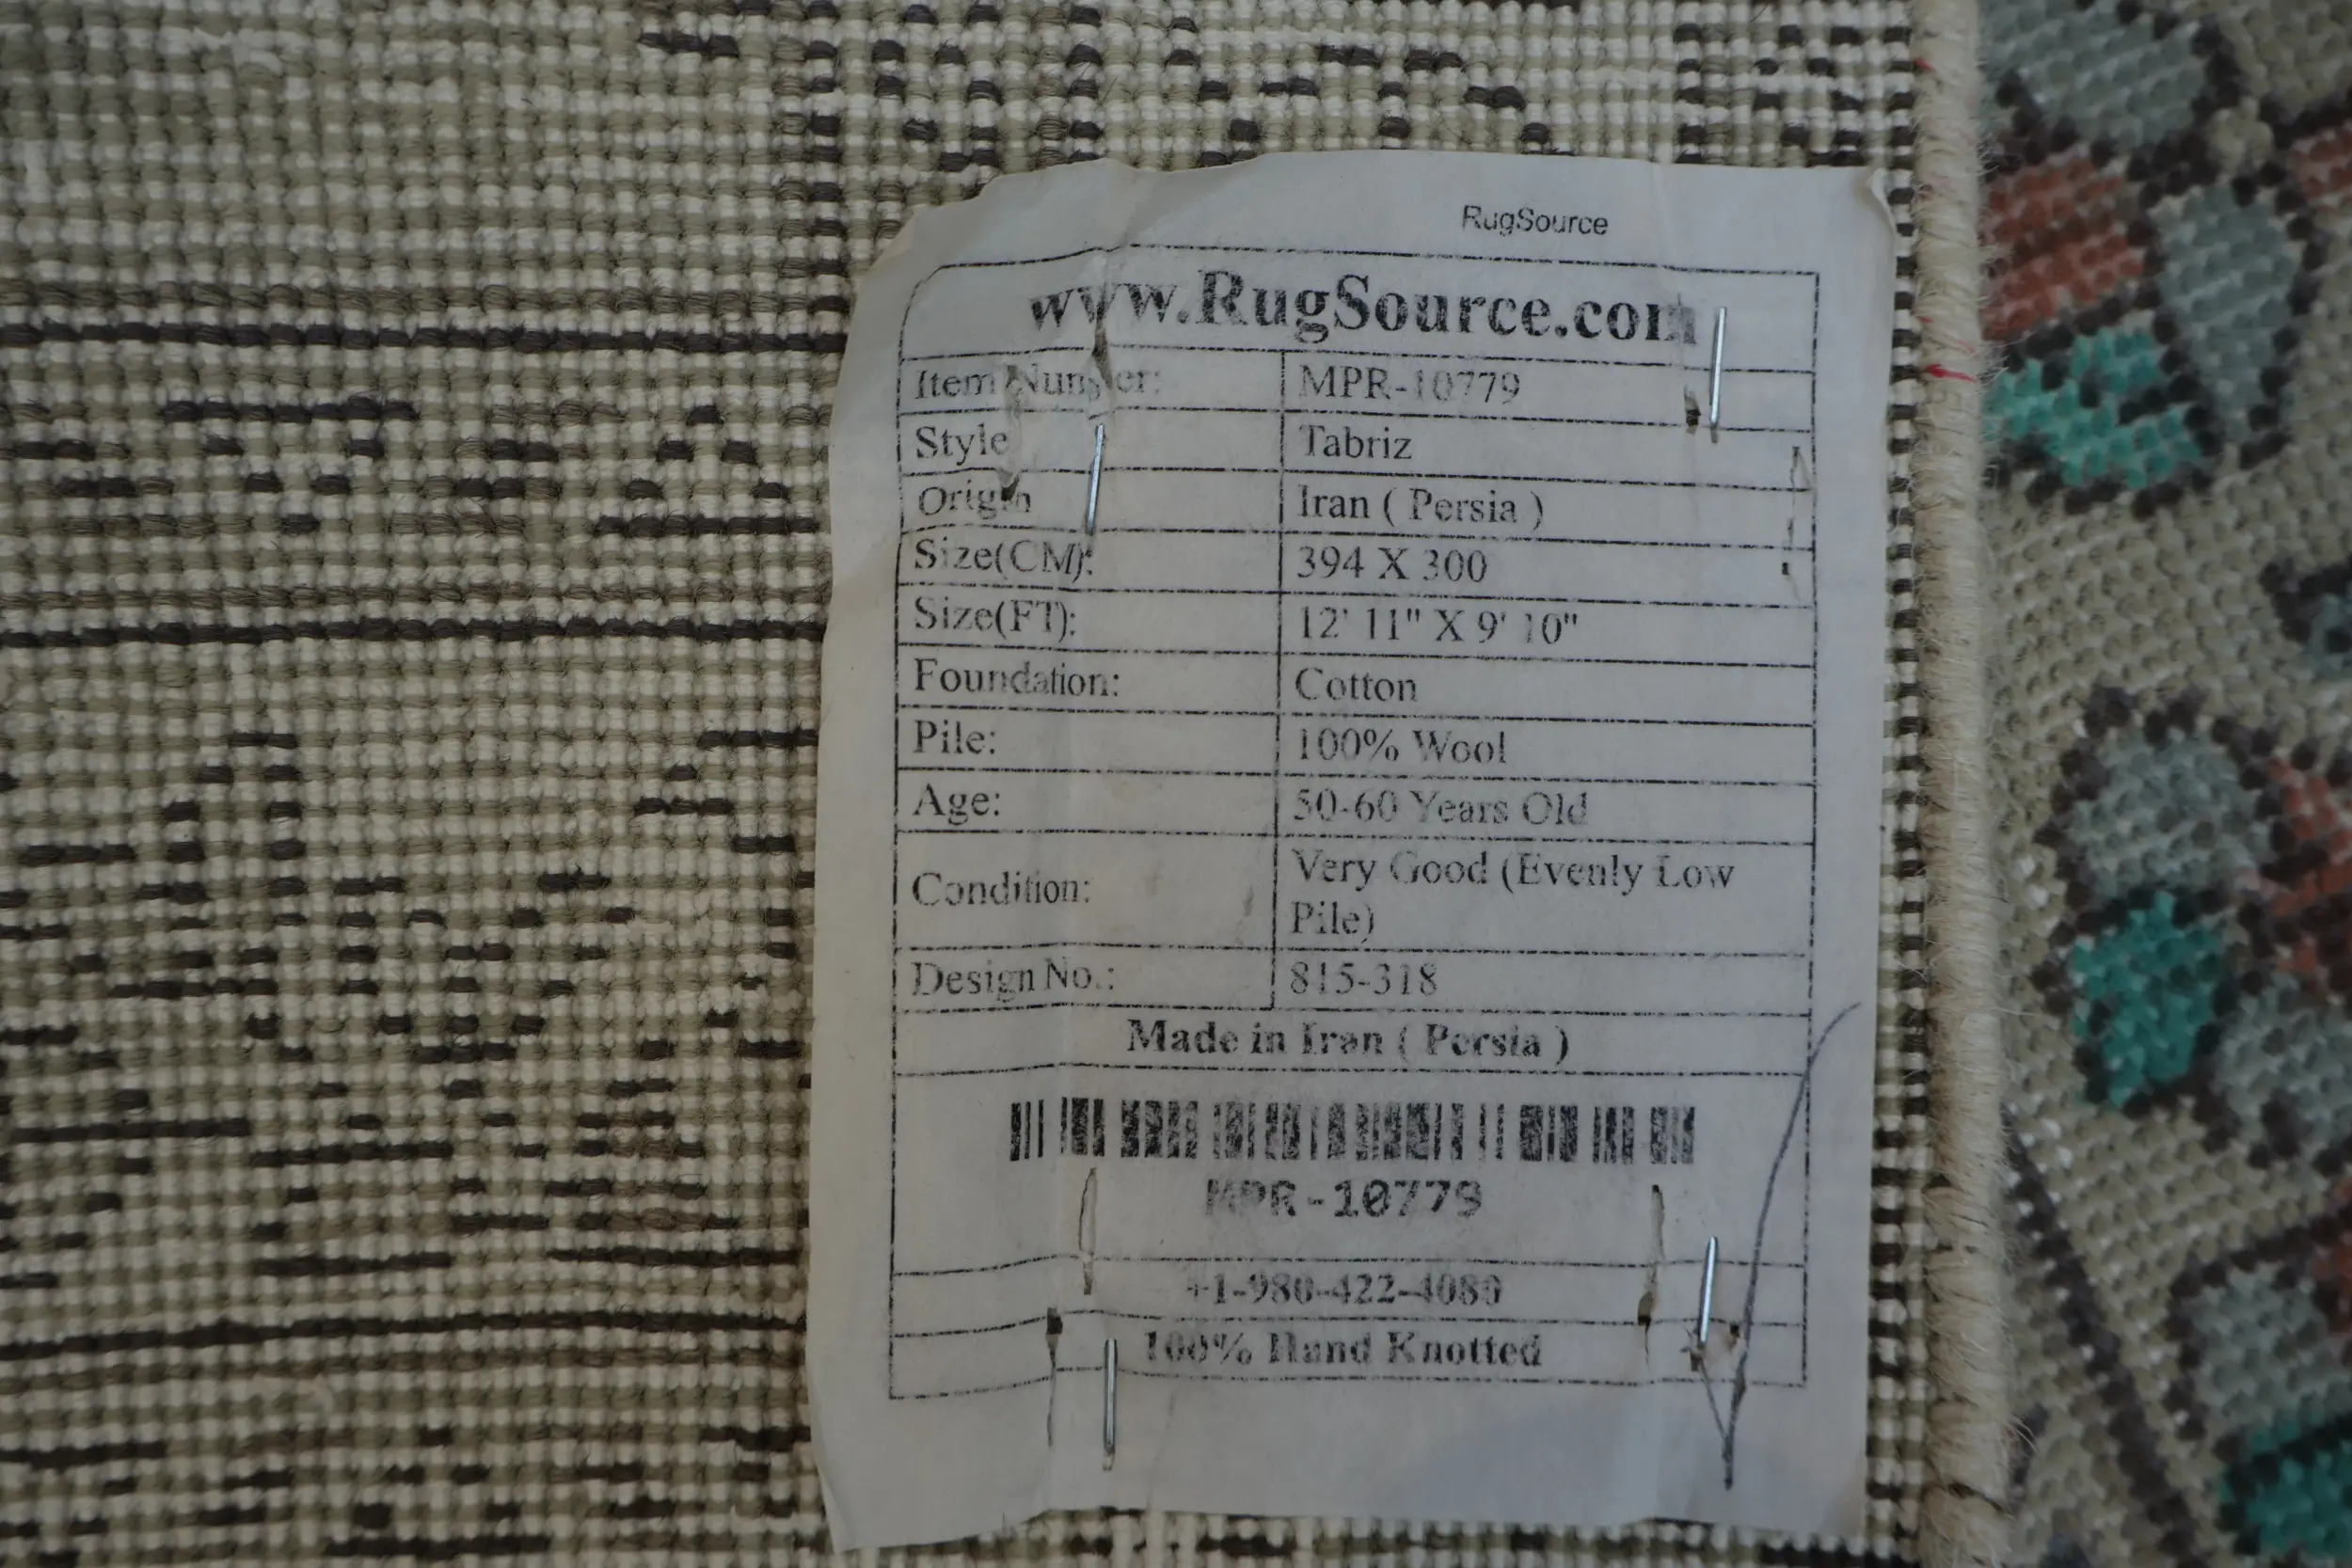 RugSource
www.RugSource.com
Item Number: MPR-10779
Style Tabriz
Origin Iran ( Persia )
Size(CM): 394 X 300
Size(FT): 12' 11" X 9' 10"
Foundation: Cotton
Pile: 100% Wool
Age: 50-60 Years Old
Condition: Very Good (Evenly Low
Pile)
Design No.: 815-318
Made in Iran ( Persia )
MPR-10779
+1-980-422-4080
100% Hand Knotted